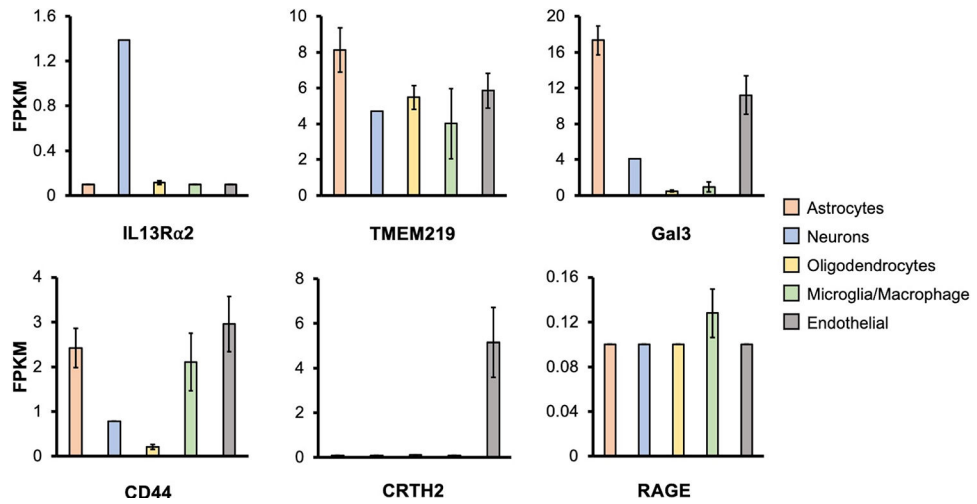 FPKM
1.6
1.2
0.8
0.4
0
IL13Rα2
10
8
6
4
2
0
TMEM219
20
16
12
8
4
0
Gal3
Astrocytes
Neurons
Oligodendrocytes
Microglia/Macrophage
Endothelial
FPKM
4
3
2
1
0
CD44
8
6
4
2
0
CRTH2
0.16
0.12
0.08
0.04
0
RAGE